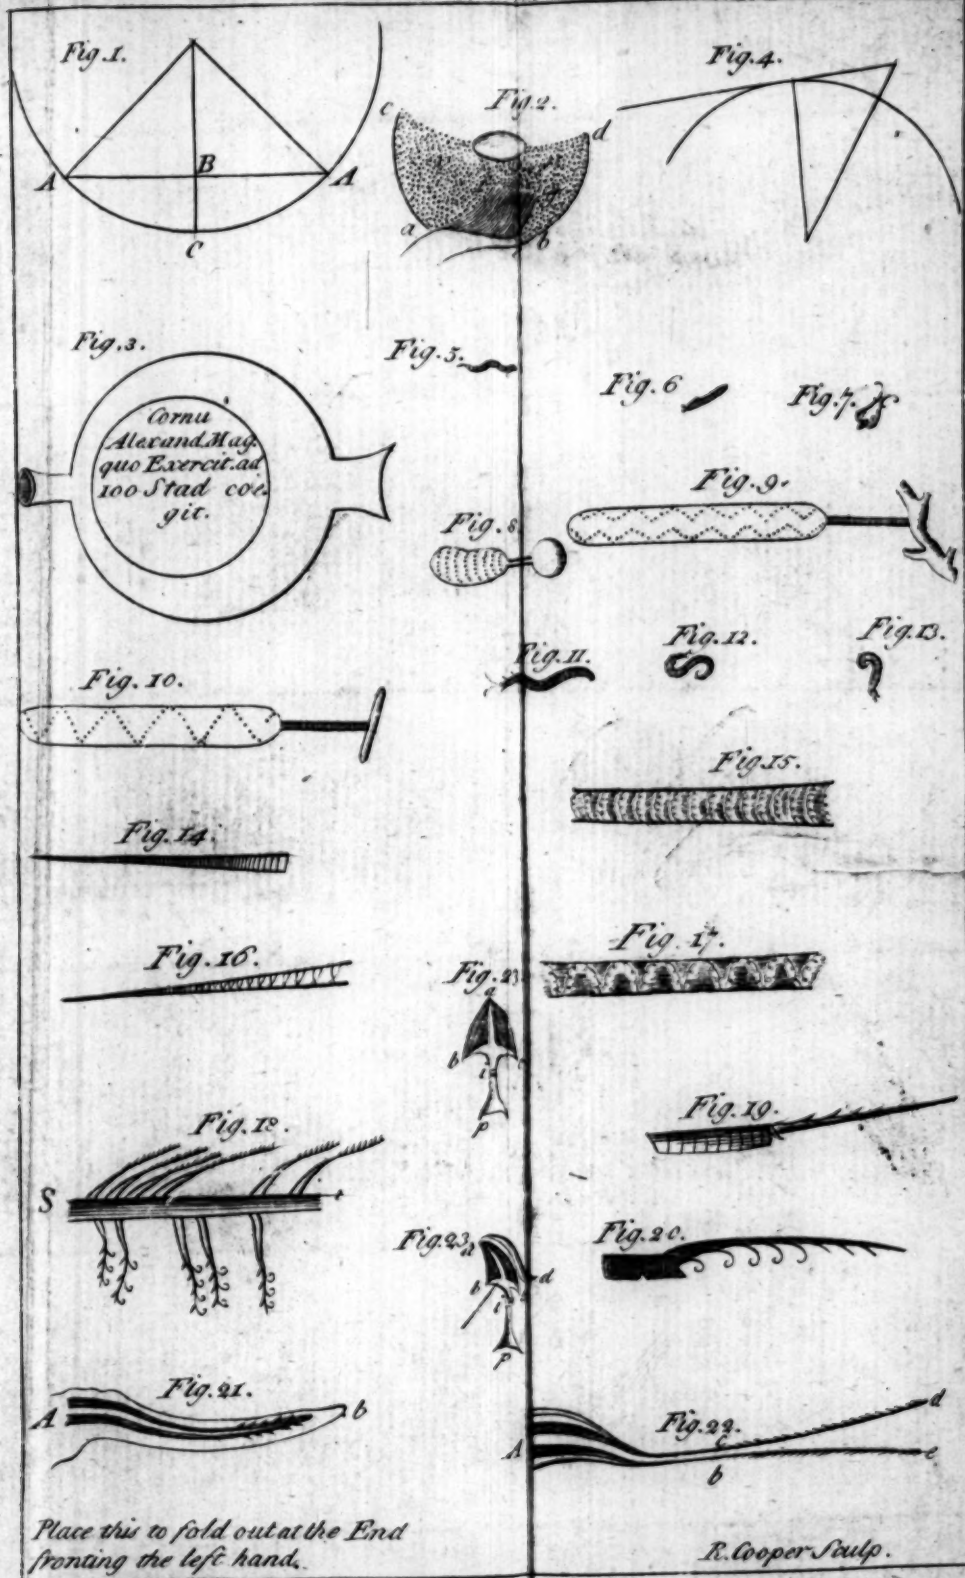 Fig. 1.
A B A
C
Fig. 2.
c d
a b
Fig. 4.
Fig. 3.
Cornu
Alexand. Mag.
quo Exercit. ad
100 Stad coe-
git.
Fig. 5.
Fig. 6
Fig. 7.
Fig. 8.
Fig. 9.
Fig. 10.
Fig. 11.
Fig. 12.
Fig. 13.
Fig. 14.
Fig. 15.
Fig. 16.
Fig. 17.
Fig. 23
a
b c
i
p
Fig. 18.
S
Fig. 19.
Fig. 23.
a
b d
i
p
Fig. 20.
Fig. 21.
A b
Fig. 22.
A c d
b e
Place this to fold out at the End
fronting the left hand.
R. Cooper Sculp.